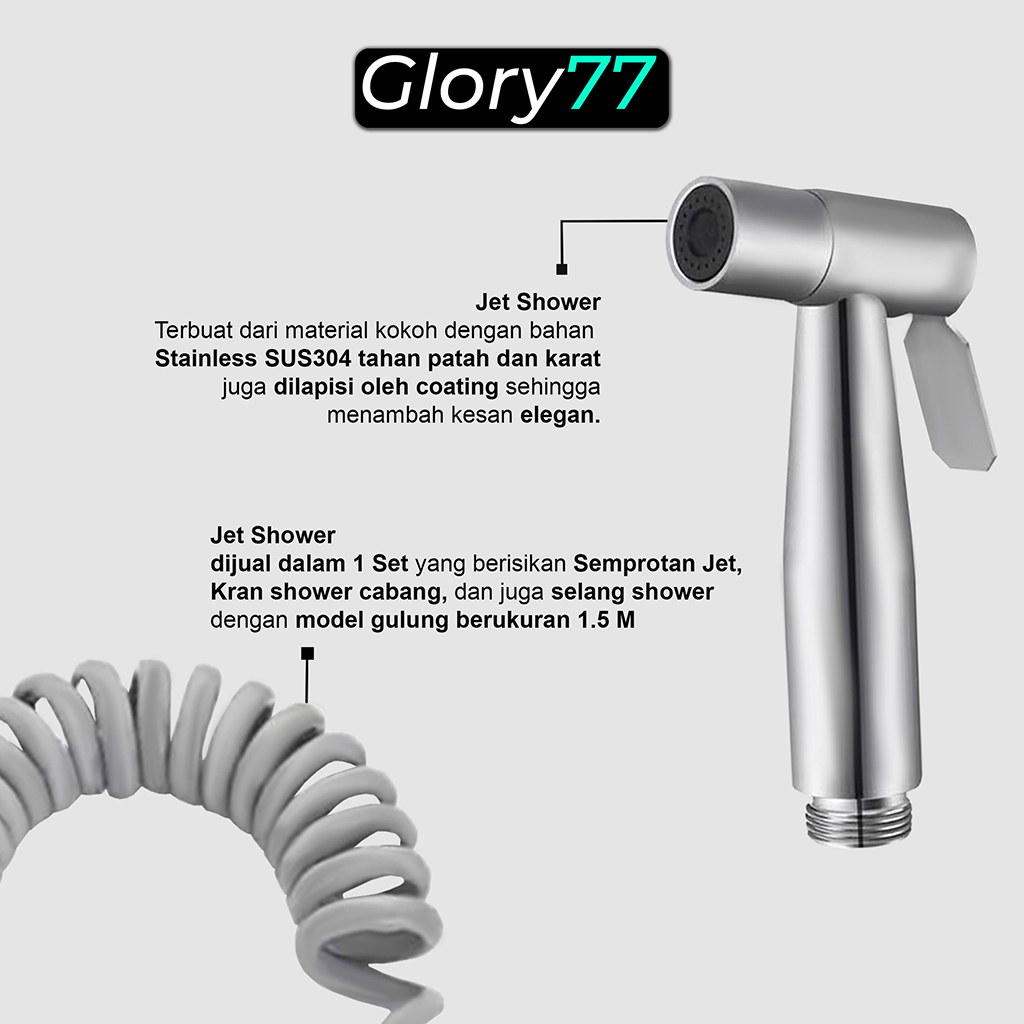 Glory77
Jet Shower
Terbuat dari material kokoh dengan bahan
Stainless SUS304 tahan patah dan karat
juga dilapisi oleh coating sehingga
menambah kesan elegan.
Jet Shower
dijual dalam 1 Set yang berisikan Semprotan Jet,
Kran shower cabang, dan juga selang shower
dengan model gulung berukuran 1.5 M